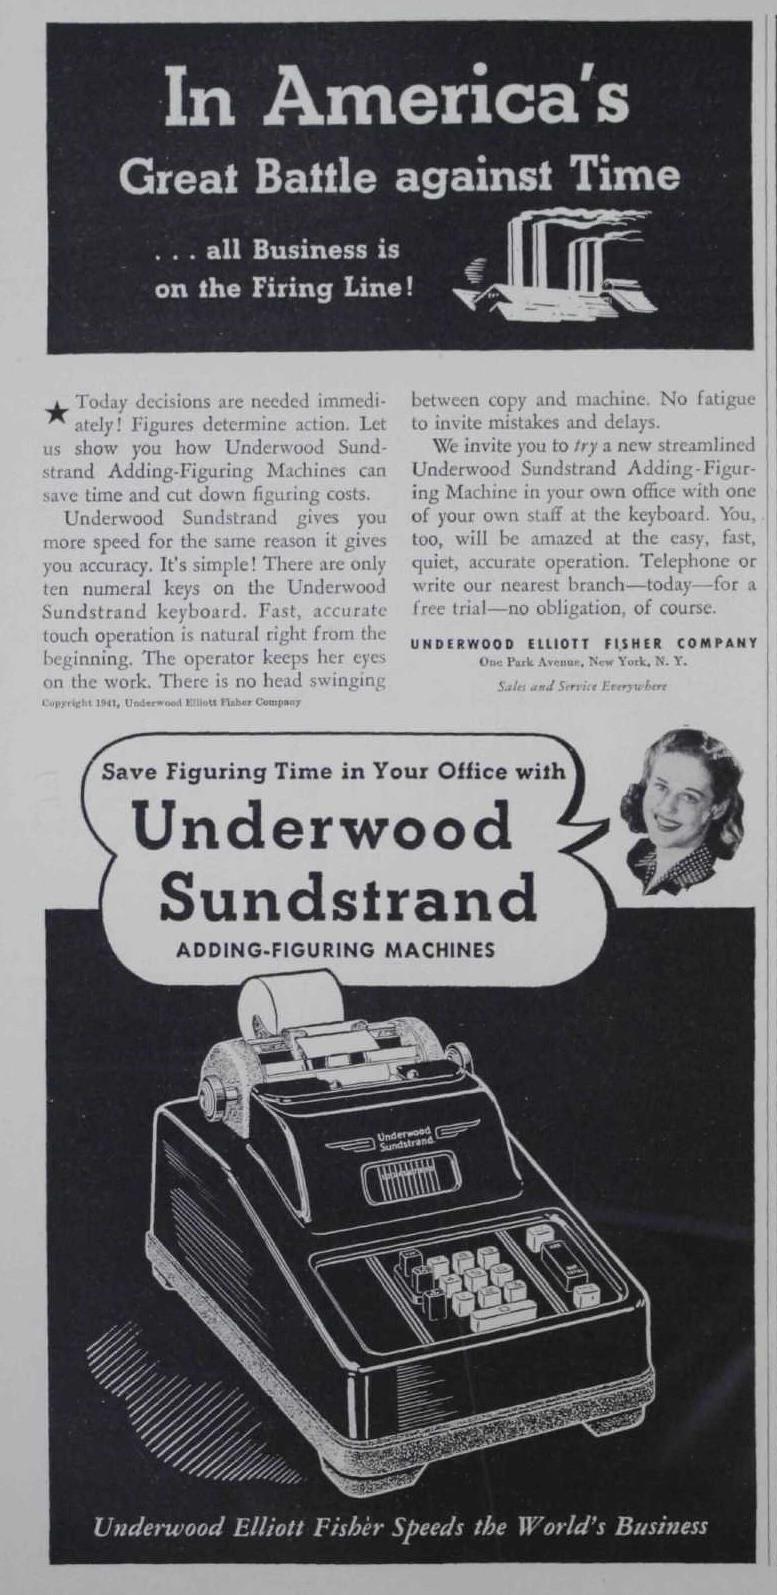 In America's
Great Battle against Time
... all Business is
on the Firing Line!
★ Today decisions are needed immedi-
ately! Figures determine action. Let
us show you how Underwood Sund-
strand Adding-Figuring Machines can
save time and cut down figuring costs.
Underwood Sundstrand gives you
more speed for the same reason it gives
you accuracy. It's simple! There are only
ten numeral keys on the Underwood
Sundstrand keyboard. Fast, accurate
touch operation is natural right from the
beginning. The operator keeps her eyes
on the work. There is no head swinging
Copyright 1941, Underwood Elliott Fisher Company
between copy and machine. No fatigue
to invite mistakes and delays.
We invite you to try a new streamlined
Underwood Sundstrand Adding-Figur-
ing Machine in your own office with one
of your own staff at the keyboard. You,
too, will be amazed at the easy, fast,
quiet, accurate operation. Telephone or
write our nearest branch—today—for a
free trial—no obligation, of course.
UNDERWOOD ELLIOTT FISHER COMPANY
One Park Avenue, New York, N. Y.
Sales and Service Everywhere
Save Figuring Time in Your Office with
Underwood
Sundstrand
ADDING-FIGURING MACHINES
Underwood
Sundstrand
Underwood Elliott Fisher Speeds the World's Business